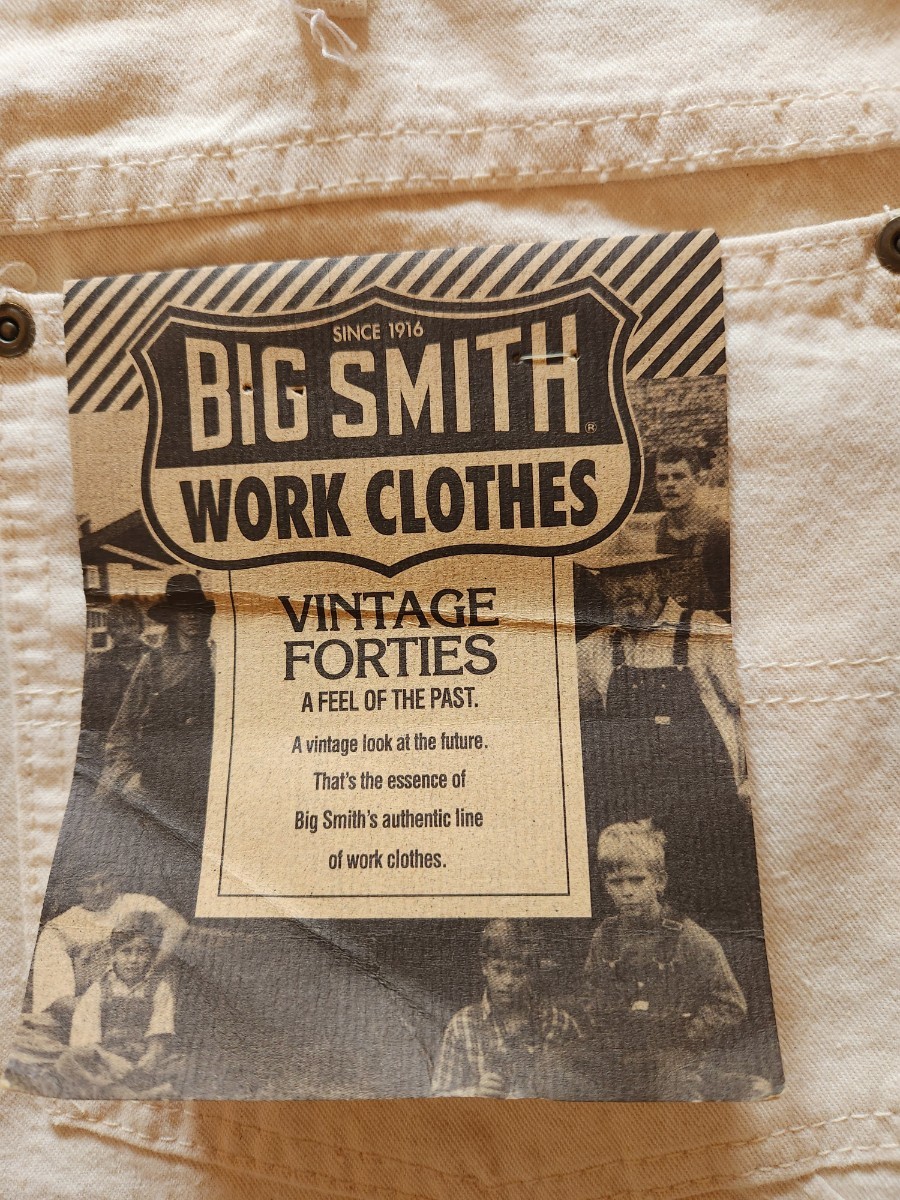 SINCE 1916
BIG SMITH ®
WORK CLOTHES
VINTAGE
FORTIES
A FEEL OF THE PAST.
A vintage look at the future.
That's the essence of
Big Smith's authentic line
of work clothes.